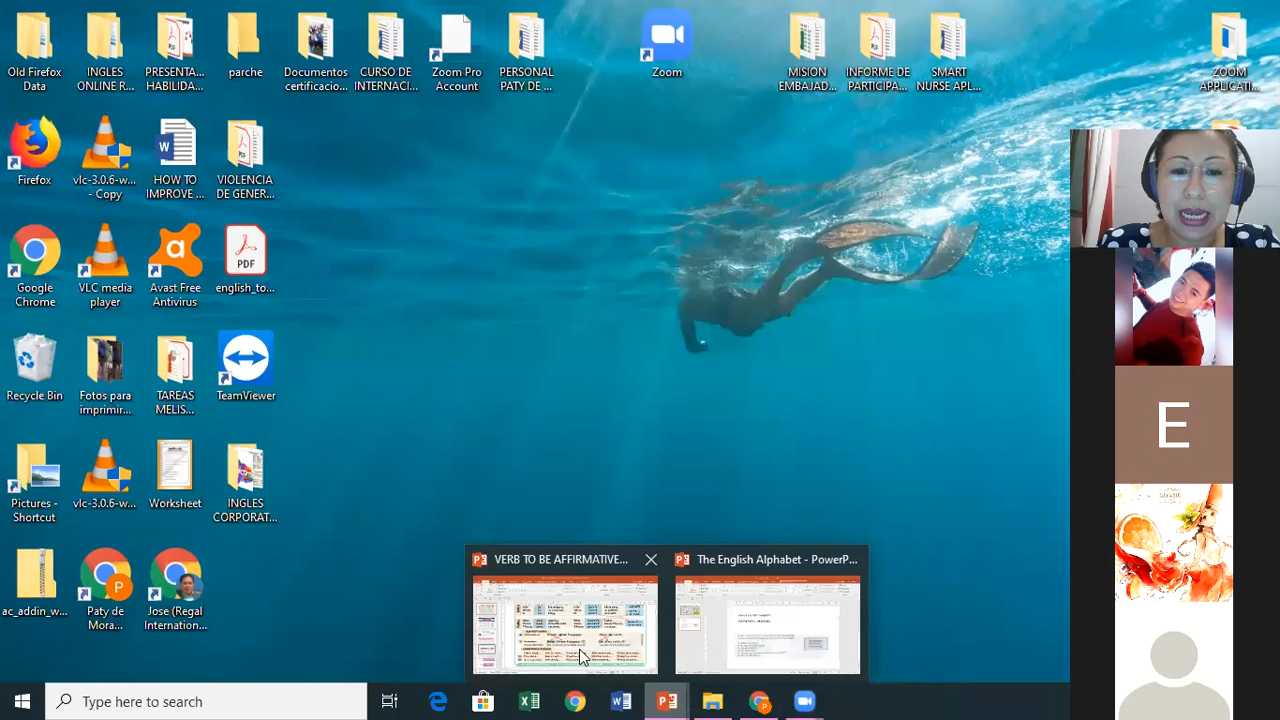 Old Firefox
Data
INGLES
ONLINE R...
PRESENTA...
HABILIDA...
parche
Documentos
certificacio...
CURSO DE
INTERNACI...
Zoom Pro
Account
PERSONAL
PATY DE ...
Zoom
MISION
EMBAJAD...
INFORME DE
PARTICIPA...
SMART
NURSE APL...
ZOOM
APPLICATI...
Firefox
vlc-3.0.6-w...
- Copy
HOW TO
IMPROVE ...
VIOLENCIA
DE GENER...
Google
Chrome
VLC media
player
Avast Free
Antivirus
PDF
english_to...
Recycle Bin
Fotos para
imprimir...
TAREAS
MELIS...
TeamViewer
E
Pictures -
Shortcut
vlc-3.0.6-w...
Worksheet
INGLES
CORPORAT...
VERB TO BE AFFIRMATIVE...
The English Alphabet - PowerP...
ac_addin_w...
Paty de
Mora...
Jose (Regal
Internation...
Type here to search